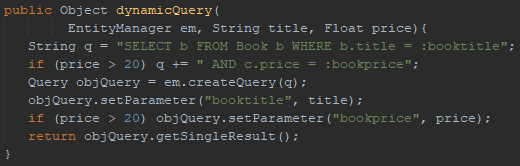 public Object dynamicQuery(
EntityManager em, String title, Float price){
String q = "SELECT b FROM Book b WHERE b.title = :booktitle";
if (price > 20) q += " AND c.price = :bookprice";
Query objQuery = em.createQuery(q);
objQuery.setParameter("booktitle", title);
if (price > 20) objQuery.setParameter("bookprice", price);
return objQuery.getSingleResult();
}